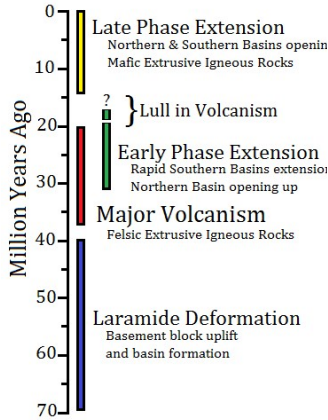 0
Late Phase Extension
Northern & Southern Basins openin
Mafic Extrusive Igneous Rocks
10
?
} Lull in Volcanism
20
Early Phase Extension
Rapid Southern Basins extension
Northern Basin opening up
30
Major Volcanism
Felsic Extrusive Igneous Rocks
40
50
Laramide Deformation
Basement block uplift
and basin formation
60
70
Million Years Ago